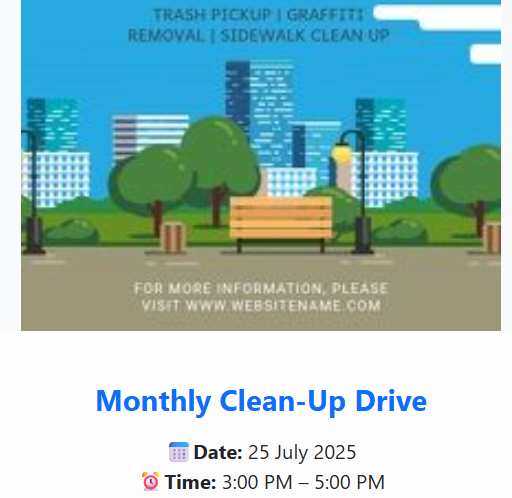 TRASH PICKUP | GRAFFITI
REMOVAL | SIDEWALK CLEAN UP
FOR MORE INFORMATION, PLEASE
VISIT WWW.WEBSITENAME.COM
Monthly Clean-Up Drive
Date: 25 July 2025
Time: 3:00 PM – 5:00 PM